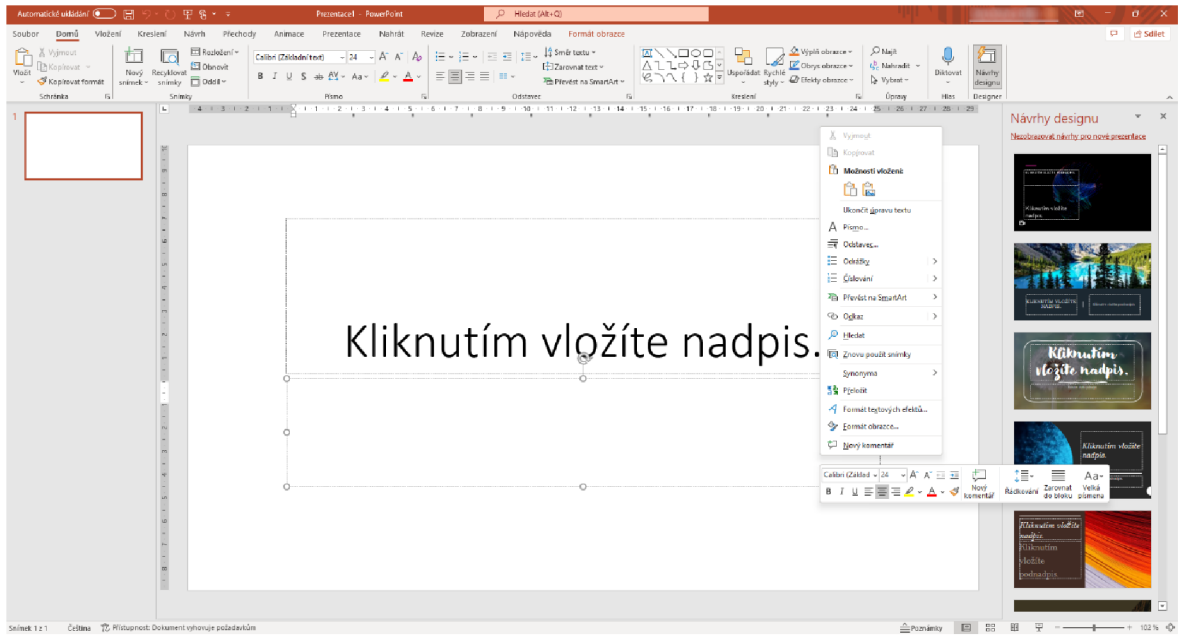 Automatické ukládání
Prezentace1 - PowerPoint
Hledat (Alt+Q)
Soubor Domů Vložení Kreslení Návrh Přechody Animace Prezentace Nahrát Revize Zobrazení Nápověda Formát obrazce
Sdílet
Vložit
Vyjmout
Kopírovat
Kopírovat formát
Schránka
Nový snímek
Recyklovat snímky
Rozložení
Obnovit
Oddíl
Snímky
Calibri (Základní text) 24
Písmo
Směr textu
Zarovnat text
Převést na SmartArt
Odstavec
Uspořádat
Rychlé styly
Výplň obrazce
Obrys obrazce
Efekty obrazce
Kreslení
Najít
Nahradit
Vybrat
Úpravy
Diktovat
Hlas
Návrhy designu
Designer
1
Kliknutím vložíte nadpis.
Vyjmout
Kopírovat
Možnosti vložení:
Ukončit úpravu textu
Písmo...
Odstavec...
Odrážky
Číslování
Převést na SmartArt
Odkaz
Hledat
Znovu použít snímky
Synonyma
Přeložit
Formát textových efektů...
Formát obrazce...
Nový komentář
Calibri (Základ 24
Nový komentář
Řádkování
Zarovnat do bloku
Velká písmena
Návrhy designu
Nezobrazovat návrhy pro nové prezentace
Kliknutím vložíte
nadpis.
KLIKNUTÍM VLOŽÍTE
NADPIS.
Kliknutím
vložíte nadpis.
Kliknutím vložíte
nadpis.
Kliknutím vložíte
nadpis.
Kliknutím
vložíte
podnadpis
Snímek 1 z 1 Čeština Přístupnost: Dokument vyhovuje požadavkům
Poznámky
102 %